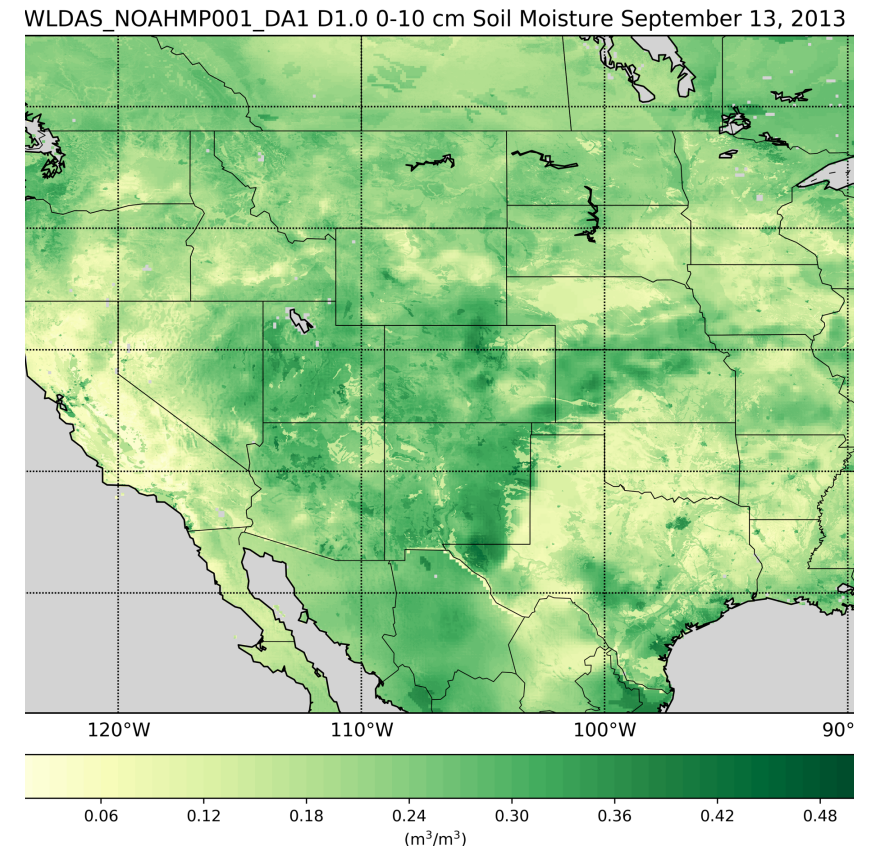 WLDAS_NOAHMP001_DA1 D1.0 0-10 cm Soil Moisture September 13, 2013
120°W 110°W 100°W 90°
0.06 0.12 0.18 0.24 0.30 0.36 0.42 0.48
(m³/m³)